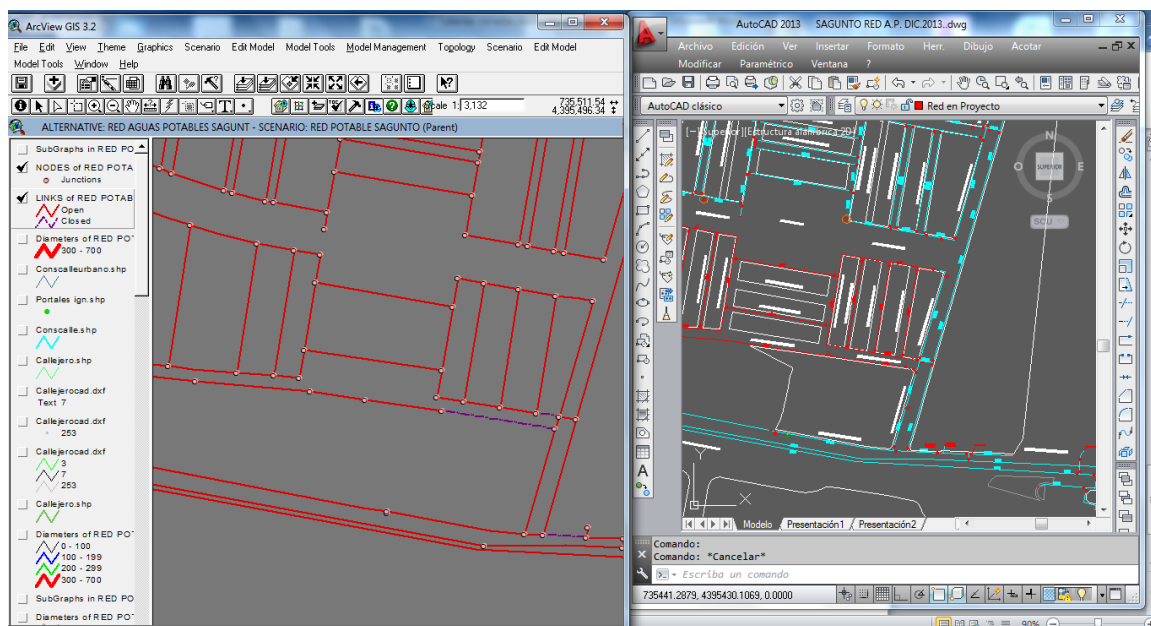 ArcView GIS 3.2
File Edit View Theme Graphics Scenario Edit Model Model Tools Model Management Topology Scenario Edit Model
Model Tools Window Help
cale 1: 3,132
735,511.54
4,395,496.34
ALTERNATIVE: RED AGUAS POTABLES SAGUNT - SCENARIO: RED POTABLE SAGUNTO (Parent)
SubGraphs in RED PO
NODES of RED POTA
Junctions
LINKS of RED POTAB
Open
Closed
Diameters of RED PO
300 - 700
Conscalleurbano.shp
Portales ign.shp
Conscalle.shp
Callejero.shp
Callejerocad.dxf
Text 7
Callejerocad.dxf
253
Callejerocad.dxf
3
7
253
Callejero.shp
Diameters of RED PO
0 - 100
100 - 199
200 - 299
300 - 700
SubGraphs in RED PO
Diameters of RED PO
AutoCAD 2013 SAGUNTO RED A.P. DIC.2013..dwg
Archivo Edición Ver Insertar Formato Herr. Dibujo Acotar
Modificar Paramétrico Ventana ?
AutoCAD clásico
Red en Proyecto
[-][Superior][Estructura alámbrica 2D]
N
O
SUPERIOR
E
S
SCU
Y
X
Modelo Presentación1 Presentación2
Comando:
Comando: *Cancelar*
Escriba un comando
735441.2879, 4395430.1069, 0.0000
90%